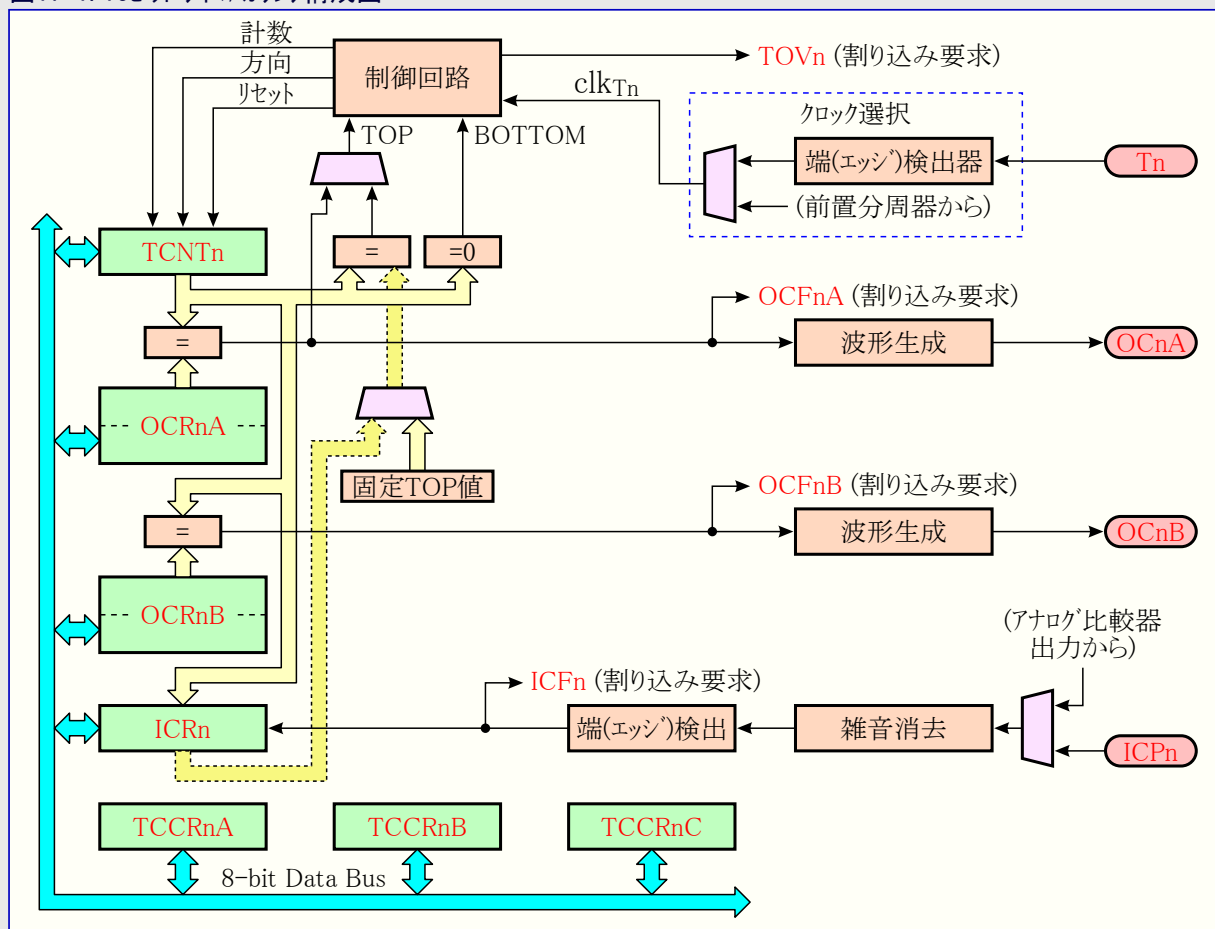 計数
方向
リセット
制御回路
TOVn (割り込み要求)
clkTn
クロック選択
TOP
BOTTOM
端(エッジ)検出器
Tn
(前置分周器から)
TCNTn
=
=0
OCFnA (割り込み要求)
=
波形生成
OCnA
OCRnA
固定TOP値
OCFnB (割り込み要求)
=
波形生成
OCnB
OCRnB
(アナログ比較器
出力から)
ICFn (割り込み要求)
ICRn
端(エッジ)検出
雑音消去
ICPn
TCCRnA
TCCRnB
TCCRnC
8-bit Data Bus